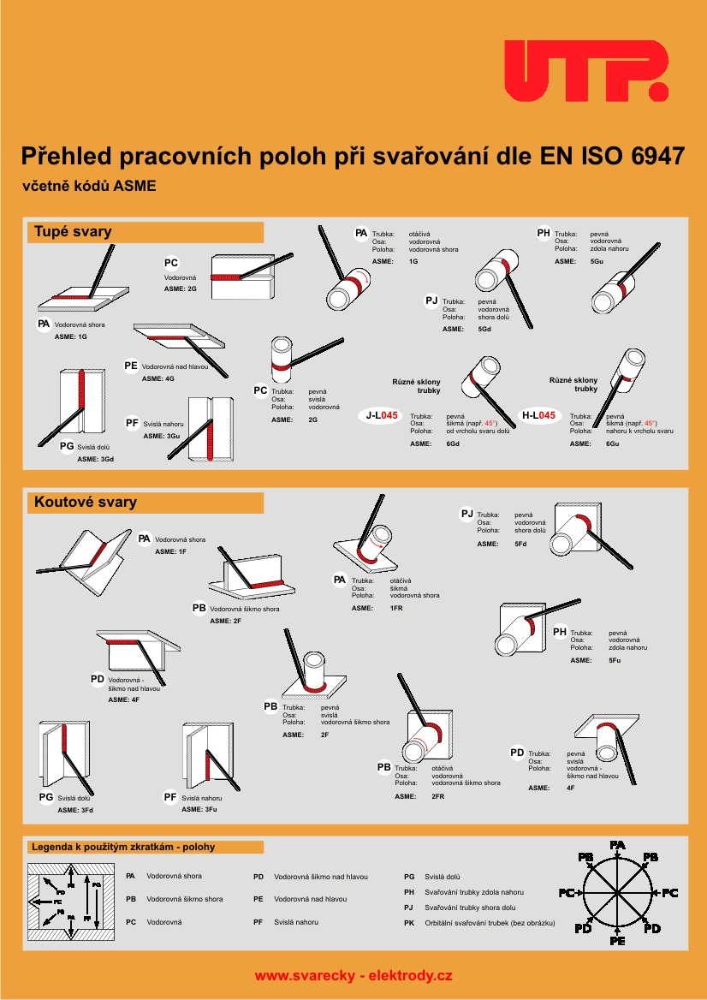 UTP.
Přehled pracovních poloh při svařování dle EN ISO 6947
včetně kódů ASME
Tupé svary
PA Vodorovná shora
ASME: 1G
PC
Vodorovná
ASME: 2G
PE Vodorovná nad hlavou
ASME: 4G
PG Svislá dolů
ASME: 3Gd
PF Svislá nahoru
ASME: 3Gu
PA Trubka: otáčivá
Osa: vodorovná
Poloha: vodorovná shora
ASME: 1G
PC Trubka: pevná
Osa: svislá
Poloha: vodorovná
ASME: 2G
PJ Trubka: pevná
Osa: vodorovná
Poloha: shora dolů
ASME: 5Gd
PH Trubka: pevná
Osa: vodorovná
Poloha: zdola nahoru
ASME: 5Gu
Různé sklony
trubky
J-L045 Trubka: pevná
Osa: šikmá (např. 45°)
Poloha: od vrcholu svaru dolů
ASME: 6Gd
Různé sklony
trubky
H-L045 Trubka: pevná
Osa: šikmá (např. 45°)
Poloha: nahoru k vrcholu svaru
ASME: 6Gu
Koutové svary
PA Vodorovná shora
ASME: 1F
PB Vodorovná šikmo shora
ASME: 2F
PD Vodorovná -
šikmo nad hlavou
ASME: 4F
PG Svislá dolů
ASME: 3Fd
PF Svislá nahoru
ASME: 3Fu
PA Trubka: otáčivá
Osa: šikmá
Poloha: vodorovná shora
ASME: 1FR
PB Trubka: pevná
Osa: svislá
Poloha: vodorovná šikmo shora
ASME: 2F
PJ Trubka: pevná
Osa: vodorovná
Poloha: shora dolů
ASME: 5Fd
PH Trubka: pevná
Osa: vodorovná
Poloha: zdola nahoru
ASME: 5Fu
PB Trubka: otáčivá
Osa: vodorovná
Poloha: vodorovná šikmo shora
ASME: 2FR
PD Trubka: pevná
Osa: svislá
Poloha: vodorovná -
šikmo nad hlavou
ASME: 4F
Legenda k použitým zkratkám - polohy
PE
PD
PG
PC
PB
PA
PF
PA Vodorovná shora
PB Vodorovná šikmo shora
PC Vodorovná
PD Vodorovná šikmo nad hlavou
PE Vodorovná nad hlavou
PF Svislá nahoru
PG Svislá dolů
PH Svařování trubky zdola nahoru
PJ Svařování trubky shora dolu
PK Orbitální svařování trubek (bez obrázku)
PA
PB PB
PC PC
PD PD
PE
www.svarecky - elektrody.cz